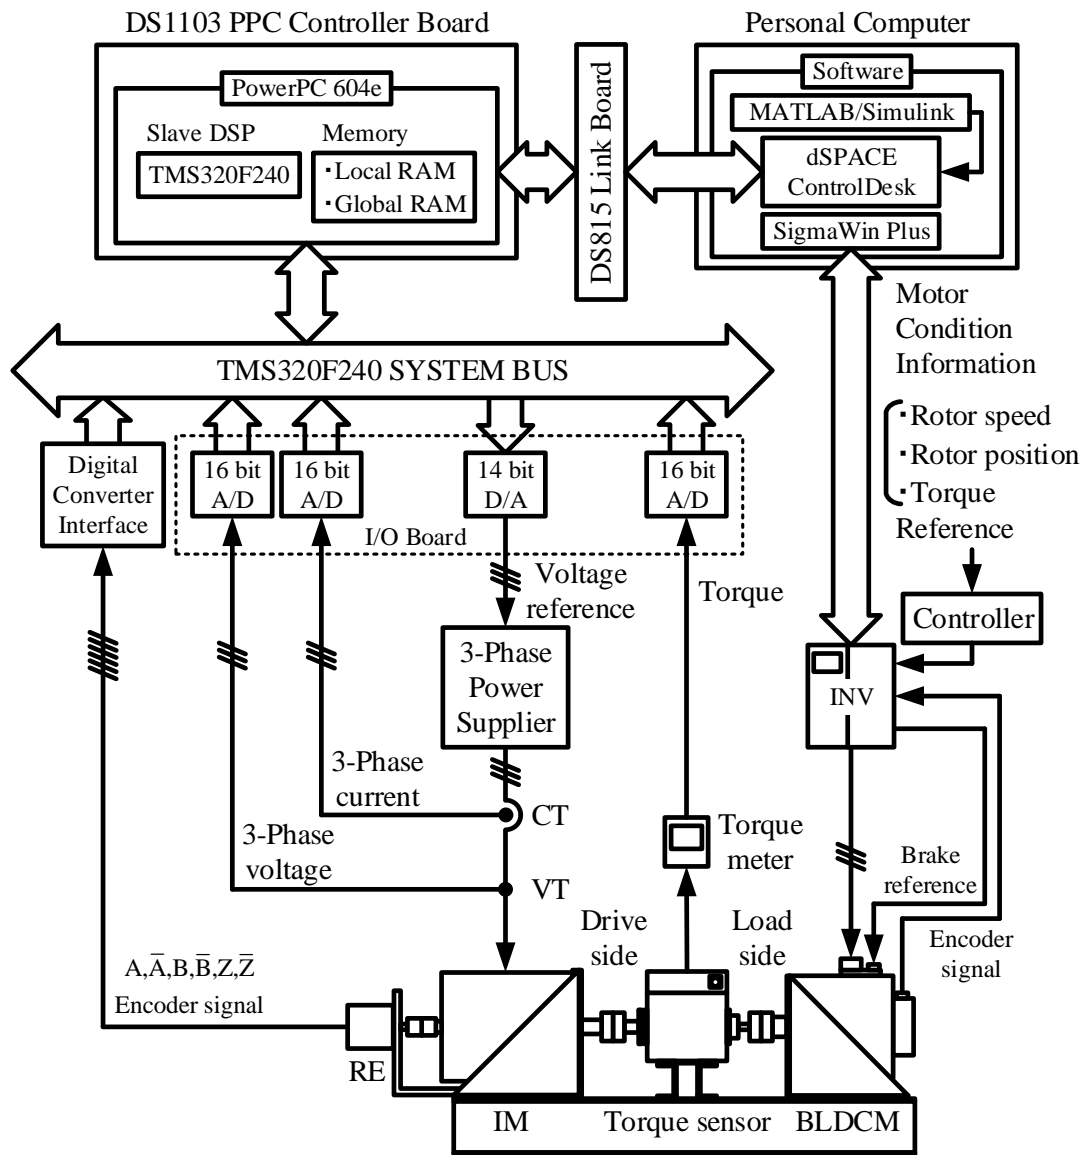 DS1103 PPC Controller Board
Personal Computer
PowerPC 604e
Slave DSP
TMS320F240
Memory
・Local RAM
・Global RAM
DS815 Link Board
Software
MATLAB/Simulink
dSPACE
ControlDesk
SigmaWin Plus
Motor
Condition
Information
・Rotor speed
・Rotor position
・Torque
Reference
TMS320F240 SYSTEM BUS
Digital
Converter
Interface
16 bit
A/D
16 bit
A/D
14 bit
D/A
16 bit
A/D
I/O Board
Voltage
reference
Torque
Controller
3-Phase
Power
Supplier
INV
3-Phase
current
CT
3-Phase
voltage
VT
Torque
meter
Brake
reference
Drive
side
Load
side
Encoder
signal
A,A̅,B,B̅,Z,Z̅
Encoder signal
RE
IM
Torque sensor
BLDCM